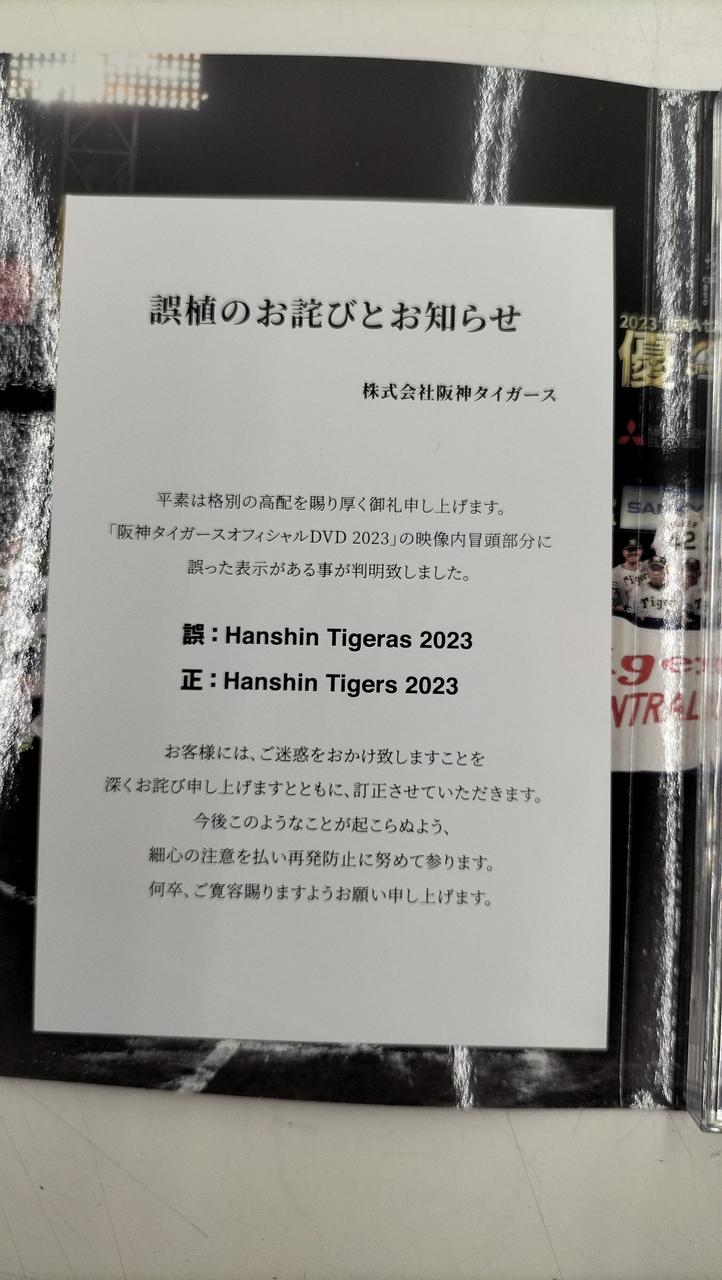 誤植のお詫びとお知らせ
株式会社阪神タイガース
平素は格別の高配を賜り厚く御礼申し上げます。
「阪神タイガースオフィシャルDVD 2023」の映像内冒頭部分に
誤った表示がある事が判明致しました。
誤：Hanshin Tigeras 2023
正：Hanshin Tigers 2023
お客様には、ご迷惑をおかけ致しますことを
深くお詫び申し上げますとともに、訂正させていただきます。
今後このようなことが起こらぬよう、
細心の注意を払い再発防止に努めて参ります。
何卒、ご寛容賜りますようお願い申し上げます。
2023
優
42